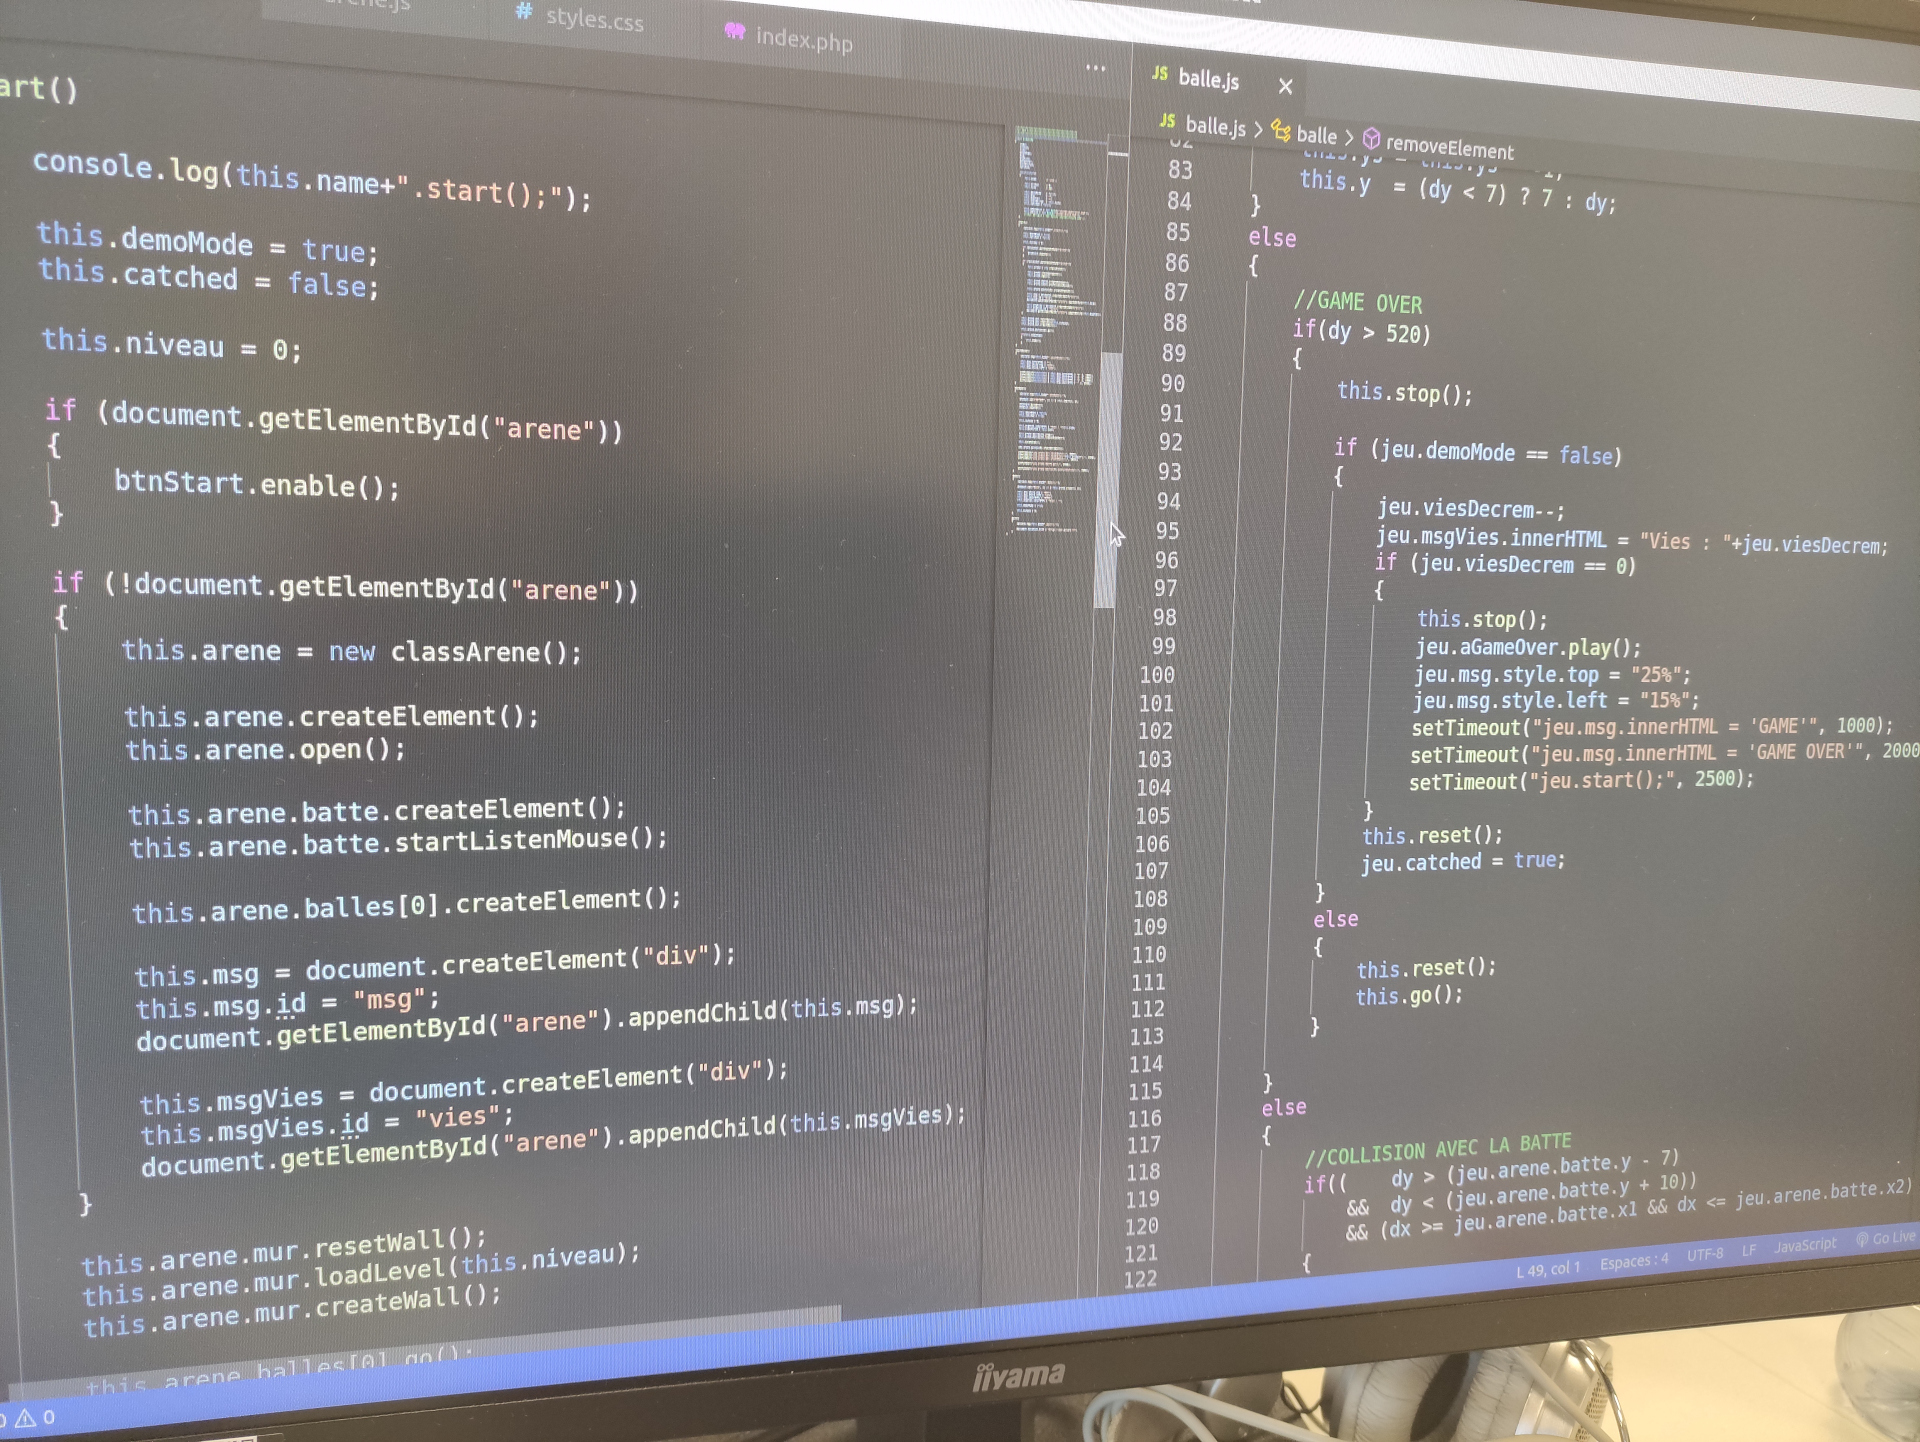 styles.css
index.php
...
art()
console.log(this.name+".start();");
this.demoMode = true;
this.catched = false;
this.niveau = 0;
if (document.getElementById("arene"))
{
btnStart.enable();
}
if (!document.getElementById("arene"))
{
this.arene = new classArene();
this.arene.createElement();
this.arene.open();
this.arene.batte.createElement();
this.arene.batte.startListenMouse();
this.arene.balles[0].createElement();
this.msg = document.createElement("div");
this.msg.id = "msg";
document.getElementById("arene").appendChild(this.msg);
this.msgVies = document.createElement("div");
this.msgVies.id = "vies";
document.getElementById("arene").appendChild(this.msgVies);
}
this.arene.mur.resetWall();
this.arene.mur.loadLevel(this.niveau);
this.arene.mur.createWall();
this.arene.balles[0].go();
0
JS balle.js ×
JS balle.js > balle > removeElement
82
83 this.y = (dy < 7) ? 7 : dy;
84 }
85 else
86 {
87 //GAME OVER
88 if(dy > 520)
89 {
90 this.stop();
91
92 if (jeu.demoMode == false)
93 {
94 jeu.viesDecrem--;
95 jeu.msgVies.innerHTML = "Vies : "+jeu.viesDecrem;
96 if (jeu.viesDecrem == 0)
97 {
98 this.stop();
99 jeu.aGameOver.play();
100 jeu.msg.style.top = "25%";
101 jeu.msg.style.left = "15%";
102 setTimeout("jeu.msg.innerHTML = 'GAME'", 1000);
103 setTimeout("jeu.msg.innerHTML = 'GAME OVER'", 2000
104 setTimeout("jeu.start();", 2500);
105 }
106 this.reset();
107 jeu.catched = true;
108 }
109 else
110 {
111 this.reset();
112 this.go();
113 }
114
115 }
116 else
117 {
118 //COLLISION AVEC LA BATTE
119 if(( dy > (jeu.arene.batte.y - 7)
120 && dy < (jeu.arene.batte.y + 10))
121 && (dx >= jeu.arene.batte.x1 && dx <= jeu.arene.batte.x2)
122 {
L 49, col 1 Espaces : 4 UTF-8 LF JavaScript Go Live
iiyama